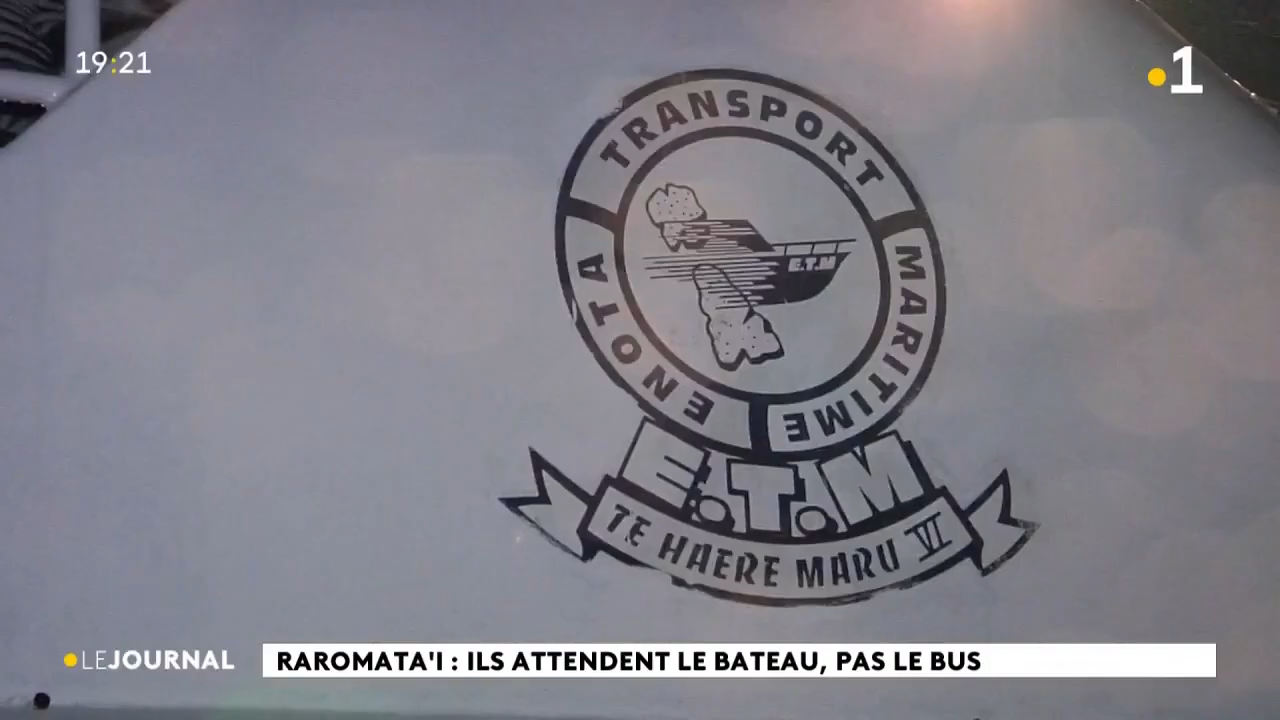 19:21
1
TRANSPORT
MARITIME
ENOTA
E.T.M
E.T.M
TE HAERE MARU VI
LEJOURNAL
RAROMATA'I : ILS ATTENDENT LE BATEAU, PAS LE BUS